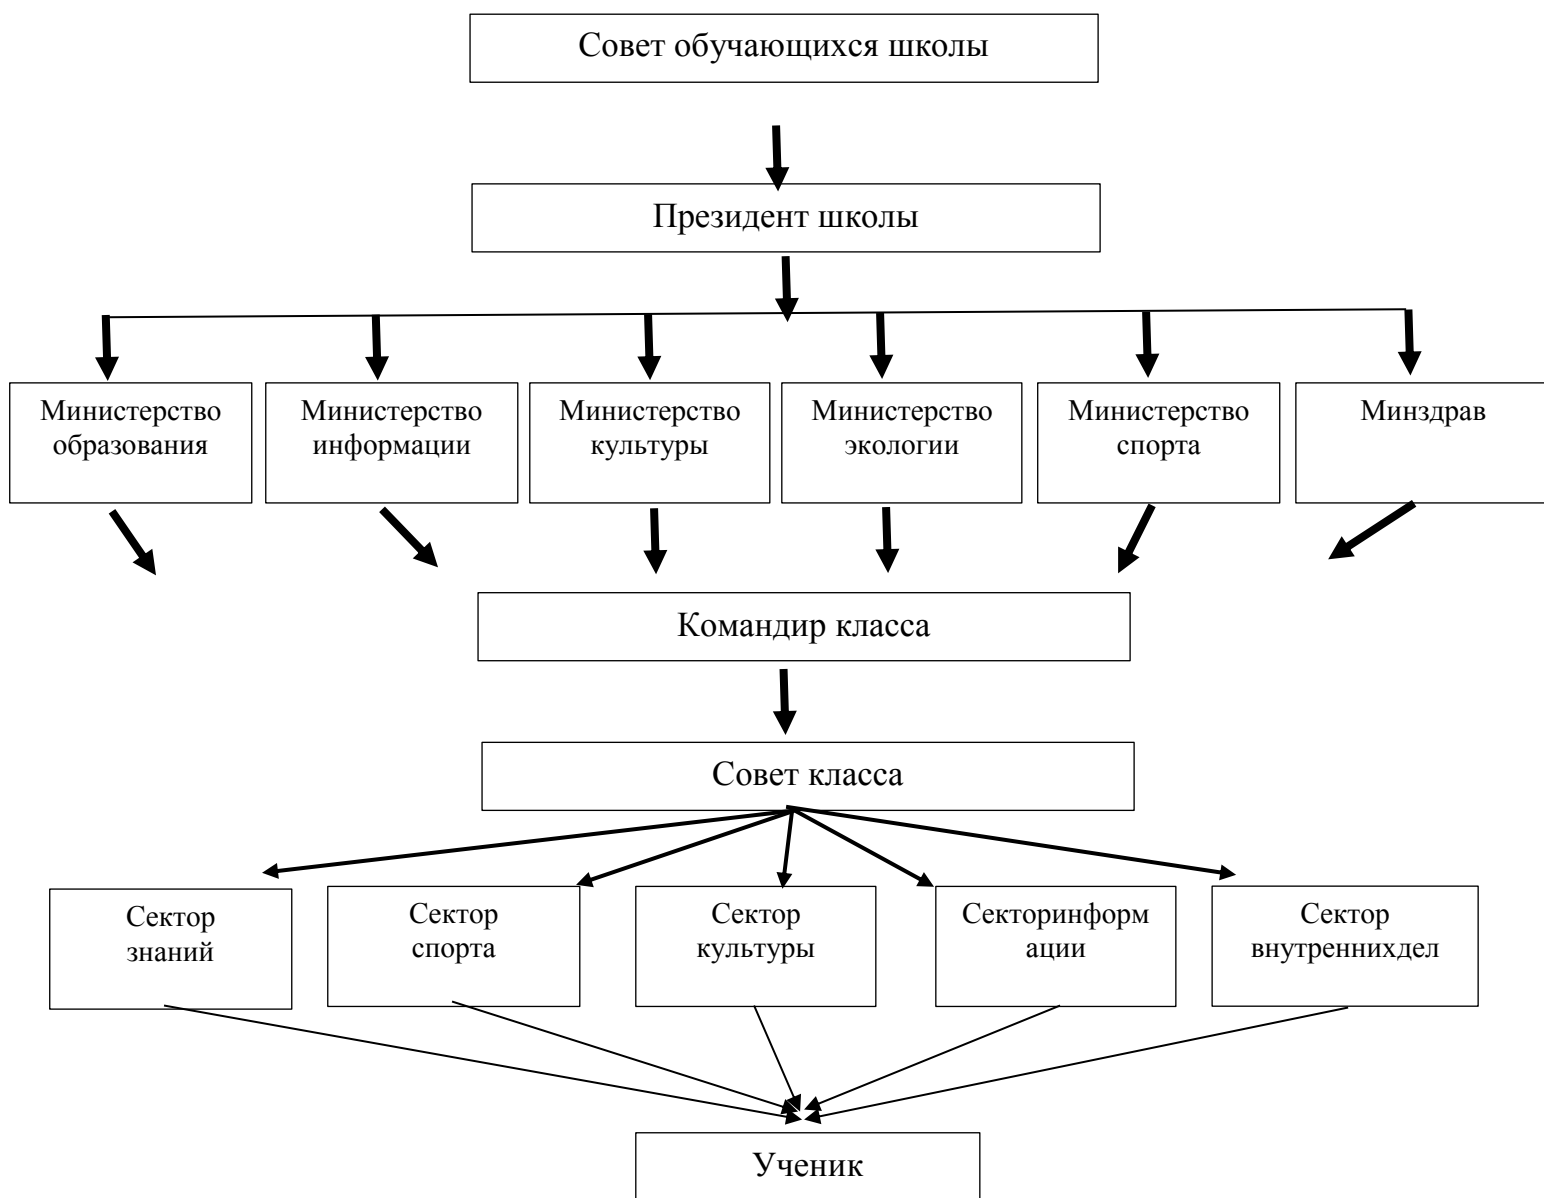 Совет обучающихся школы
Президент школы
Министерство
образования
Министерство
информации
Министерство
культуры
Министерство
экологии
Министерство
спорта
Минздрав
Командир класса
Совет класса
Сектор
знаний
Сектор
спорта
Сектор
культуры
Секторинформ
ации
Сектор
внутреннихдел
Ученик